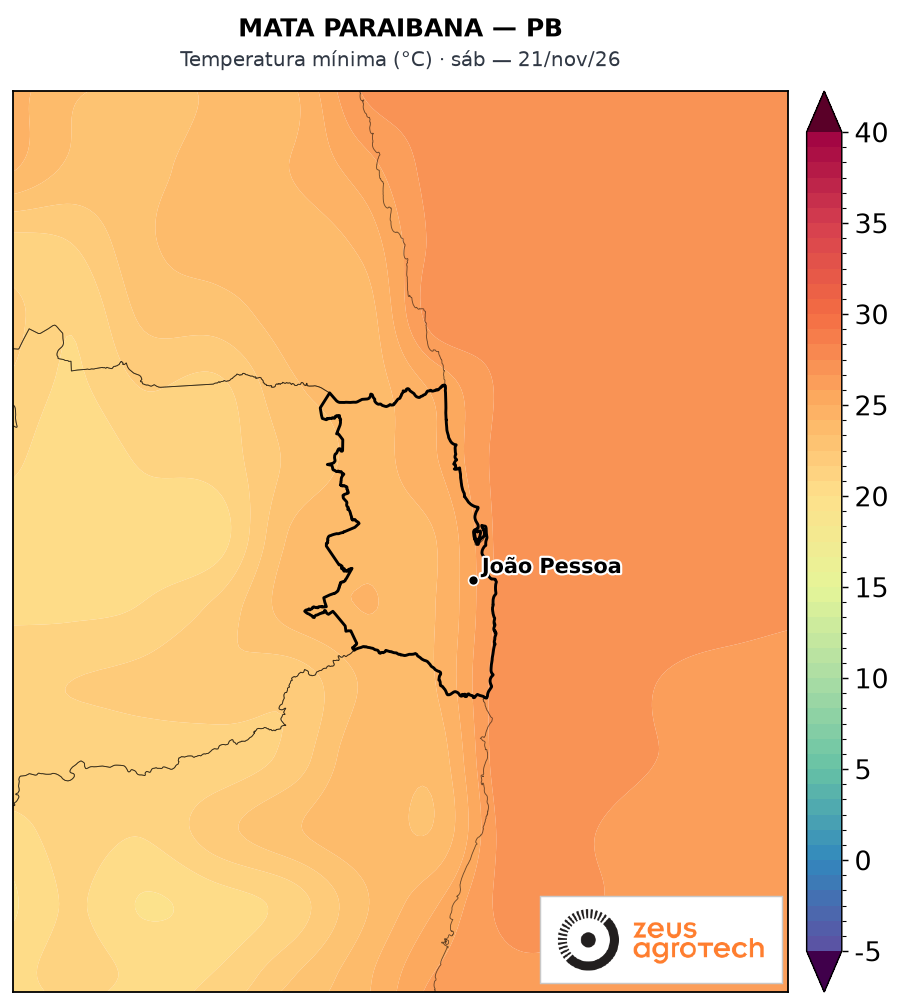 MATA PARAIBANA — PB
Temperatura mínima (°C) · sáb — 21/nov/26
40
35
30
25
20
15
10
5
0
-5
João Pessoa
zeus
agrotech